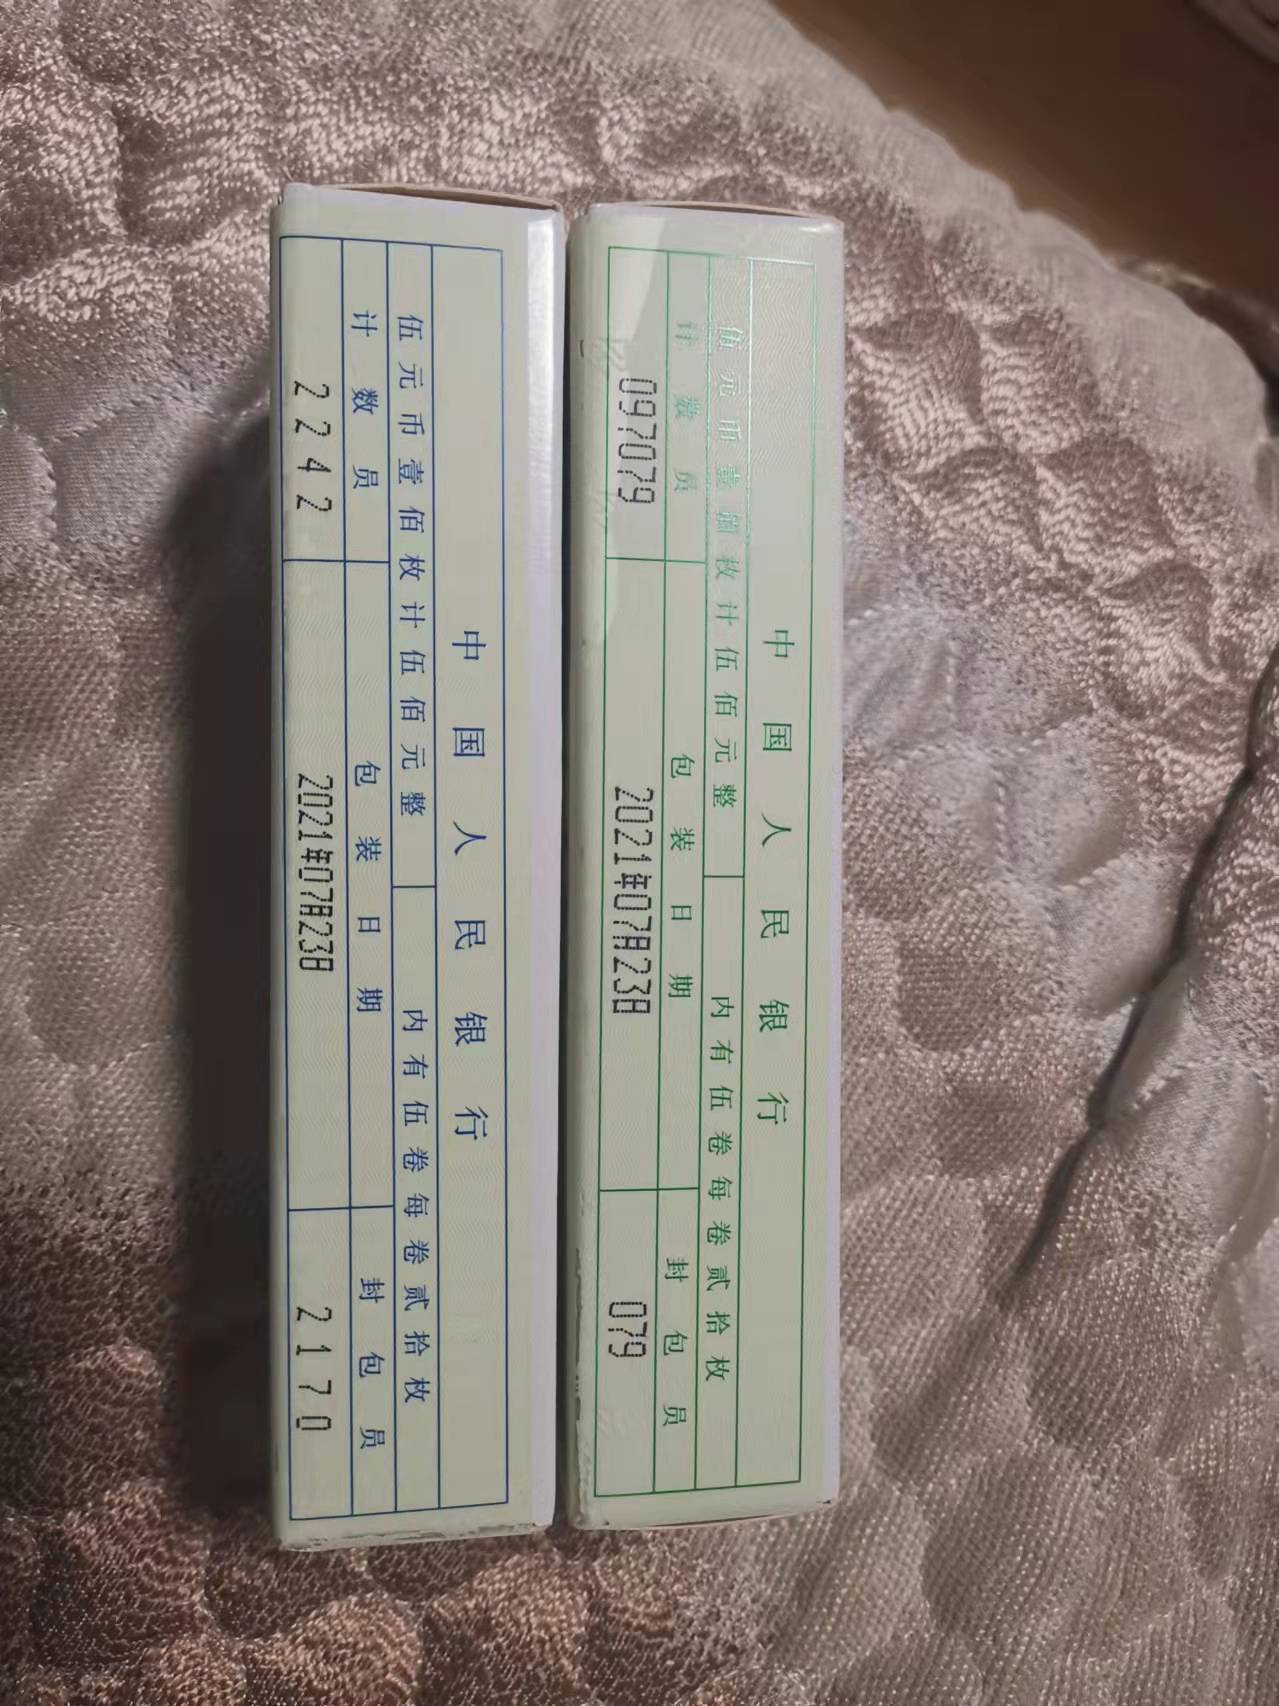 中国人民银行
伍元币壹佰枚计伍佰元整 内有伍卷每卷贰拾枚
计数员 包装日期 封包员
2242 2021年07月23日 2170
中国人民银行
伍元币壹佰枚计伍佰元整 内有伍卷每卷贰拾枚
计数员 包装日期 封包员
097079 2021年07月23日 079